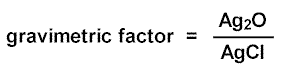 gravimetric factor = Ag₂O
AgCl